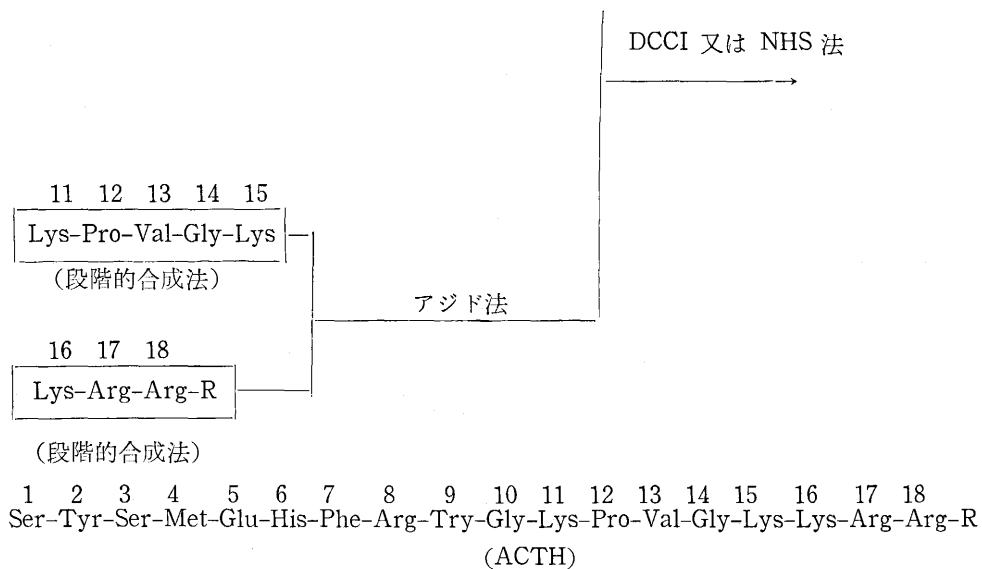 DCCI 又は NHS 法
11 12 13 14 15
Lys-Pro-Val-Gly-Lys
(段階的合成法)
アジド法
16 17 18
Lys-Arg-Arg-R
(段階的合成法)
1 2 3 4 5 6 7 8 9 10 11 12 13 14 15 16 17 18
Ser-Tyr-Ser-Met-Glu-His-Phe-Arg-Try-Gly-Lys-Pro-Val-Gly-Lys-Lys-Arg-Arg-R
(ACTH)